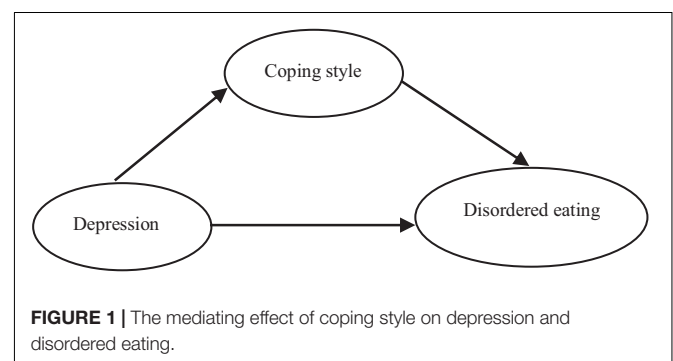 Coping style
Depression
Disordered eating
FIGURE 1 | The mediating effect of coping style on depression and
disordered eating.